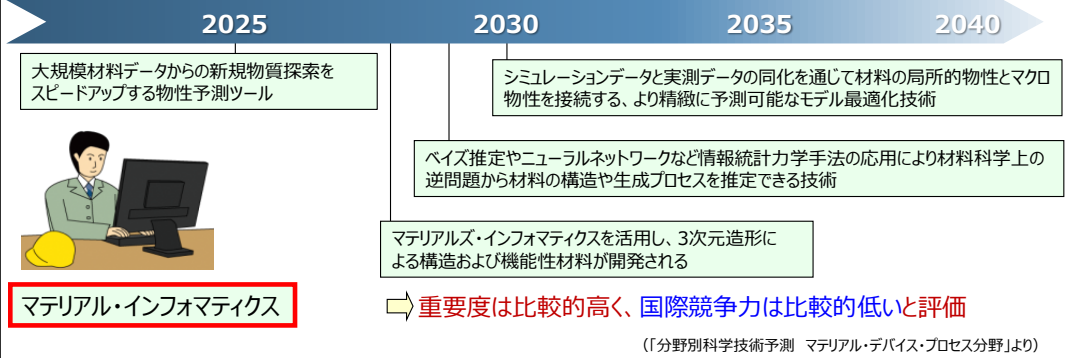 2025
2030
2035
2040
大規模材料データからの新規物質探索を
スピードアップする物性予測ツール
シミュレーションデータと実測データの同化を通じて材料の局所的物性とマクロ
物性を接続する、より精緻に予測可能なモデル最適化技術
ベイズ推定やニューラルネットワークなど情報統計力学手法の応用により材料科学上の
逆問題から材料の構造や生成プロセスを推定できる技術
マテリアルズ・インフォマティクスを活用し、3次元造形に
よる構造および機能性材料が開発される
マテリアル・インフォマティクス
重要度は比較的高く、国際競争力は比較的低いと評価
(「分野別科学技術予測 マテリアル・デバイス・プロセス分野」より)